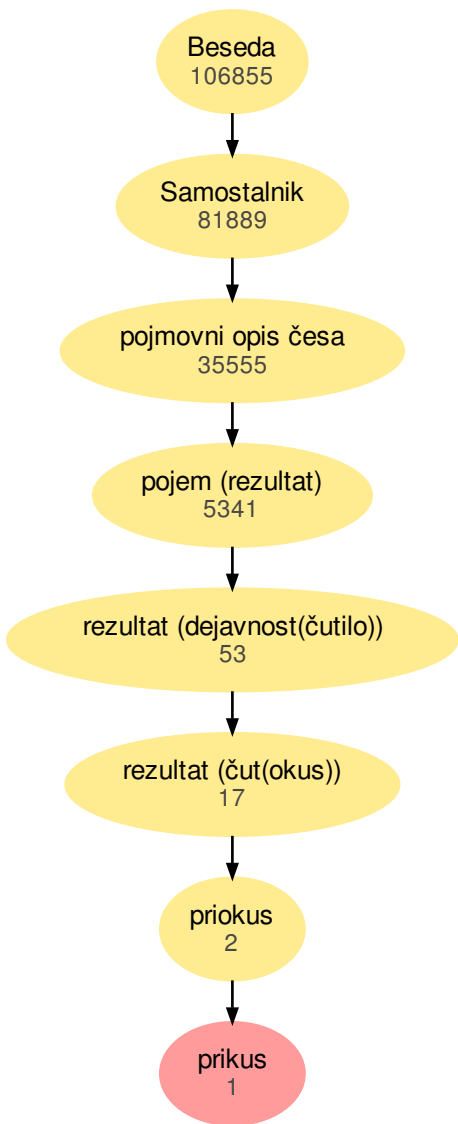 Beseda
106855
Samostalnik
81889
pojmovni opis česa
35555
pojem (rezultat)
5341
rezultat (dejavnost(čutilo))
53
rezultat (čut(okus))
17
priokus
2
prikus
1